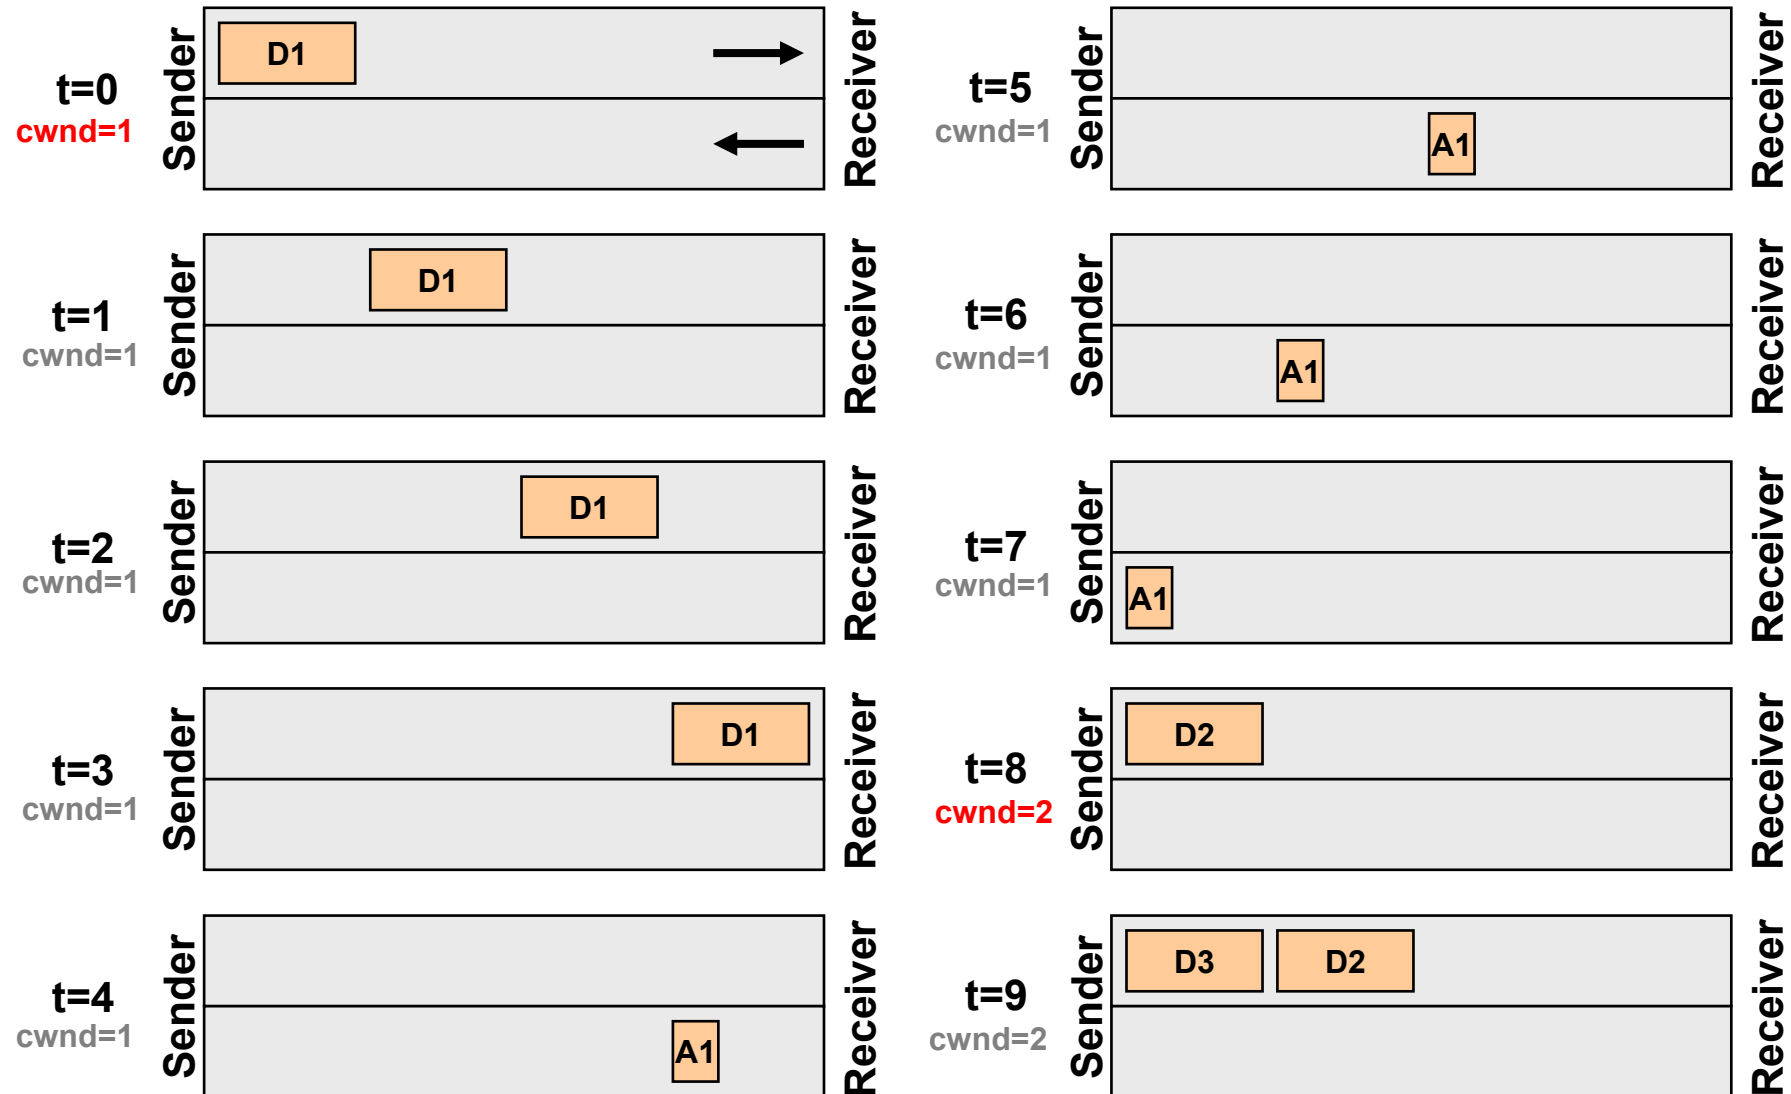 t=0
cwnd=1
Sender
D1
Receiver
t=1
cwnd=1
Sender
D1
Receiver
t=2
cwnd=1
Sender
D1
Receiver
t=3
cwnd=1
Sender
D1
Receiver
t=4
cwnd=1
Sender
A1
Receiver
t=5
cwnd=1
Sender
A1
Receiver
t=6
cwnd=1
Sender
A1
Receiver
t=7
cwnd=1
Sender
A1
Receiver
t=8
cwnd=2
Sender
D2
Receiver
t=9
cwnd=2
Sender
D3 D2
Receiver